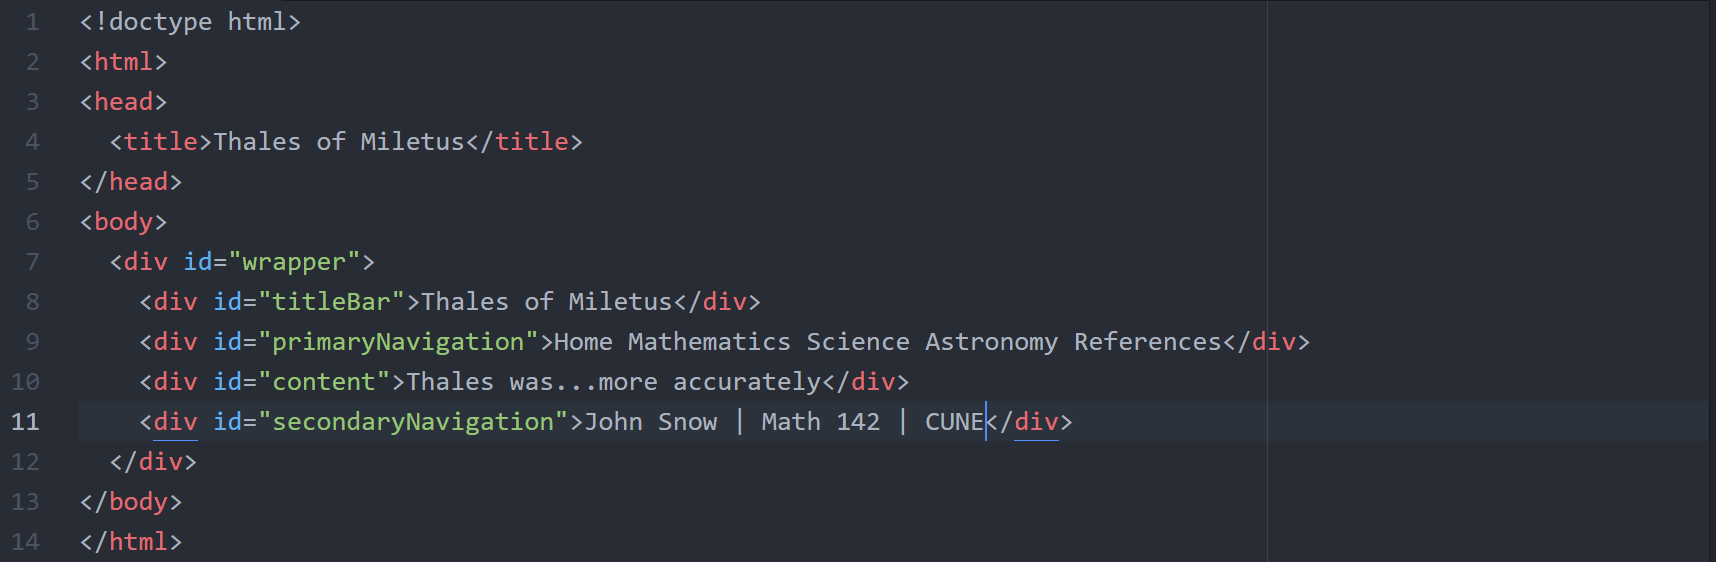 1 <!doctype html>
2 <html>
3 <head>
4   <title>Thales of Miletus</title>
5 </head>
6 <body>
7   <div id="wrapper">
8     <div id="titleBar">Thales of Miletus</div>
9     <div id="primaryNavigation">Home Mathematics Science Astronomy References</div>
10     <div id="content">Thales was...more accurately</div>
11     <div id="secondaryNavigation">John Snow | Math 142 | CUNE</div>
12   </div>
13 </body>
14 </html>